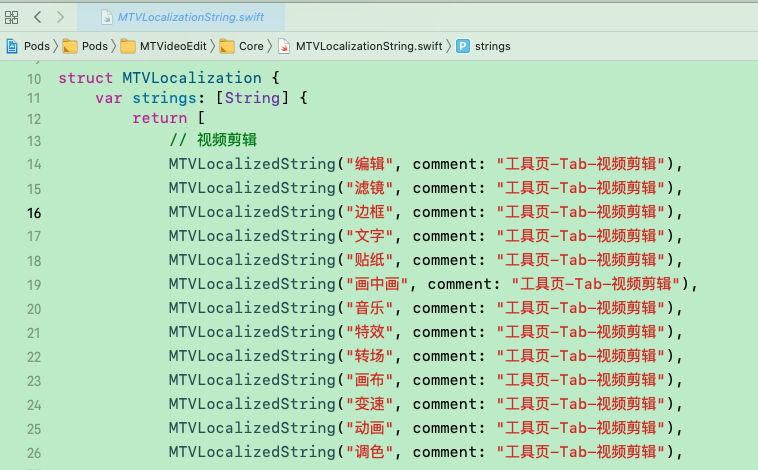 MTVLocalizationString.swift
Pods > Pods > MTVideoEdit > Core > MTVLocalizationString.swift > P strings
10 struct MTVLocalization {
11 var strings: [String] {
12 return [
13 // 视频剪辑
14 MTVLocalizedString("编辑", comment: "工具页-Tab-视频剪辑"),
15 MTVLocalizedString("滤镜", comment: "工具页-Tab-视频剪辑"),
16 MTVLocalizedString("边框", comment: "工具页-Tab-视频剪辑"),
17 MTVLocalizedString("文字", comment: "工具页-Tab-视频剪辑"),
18 MTVLocalizedString("贴纸", comment: "工具页-Tab-视频剪辑"),
19 MTVLocalizedString("画中画", comment: "工具页-Tab-视频剪辑"),
20 MTVLocalizedString("音乐", comment: "工具页-Tab-视频剪辑"),
21 MTVLocalizedString("特效", comment: "工具页-Tab-视频剪辑"),
22 MTVLocalizedString("转场", comment: "工具页-Tab-视频剪辑"),
23 MTVLocalizedString("画布", comment: "工具页-Tab-视频剪辑"),
24 MTVLocalizedString("变速", comment: "工具页-Tab-视频剪辑"),
25 MTVLocalizedString("动画", comment: "工具页-Tab-视频剪辑"),
26 MTVLocalizedString("调色", comment: "工具页-Tab-视频剪辑"),